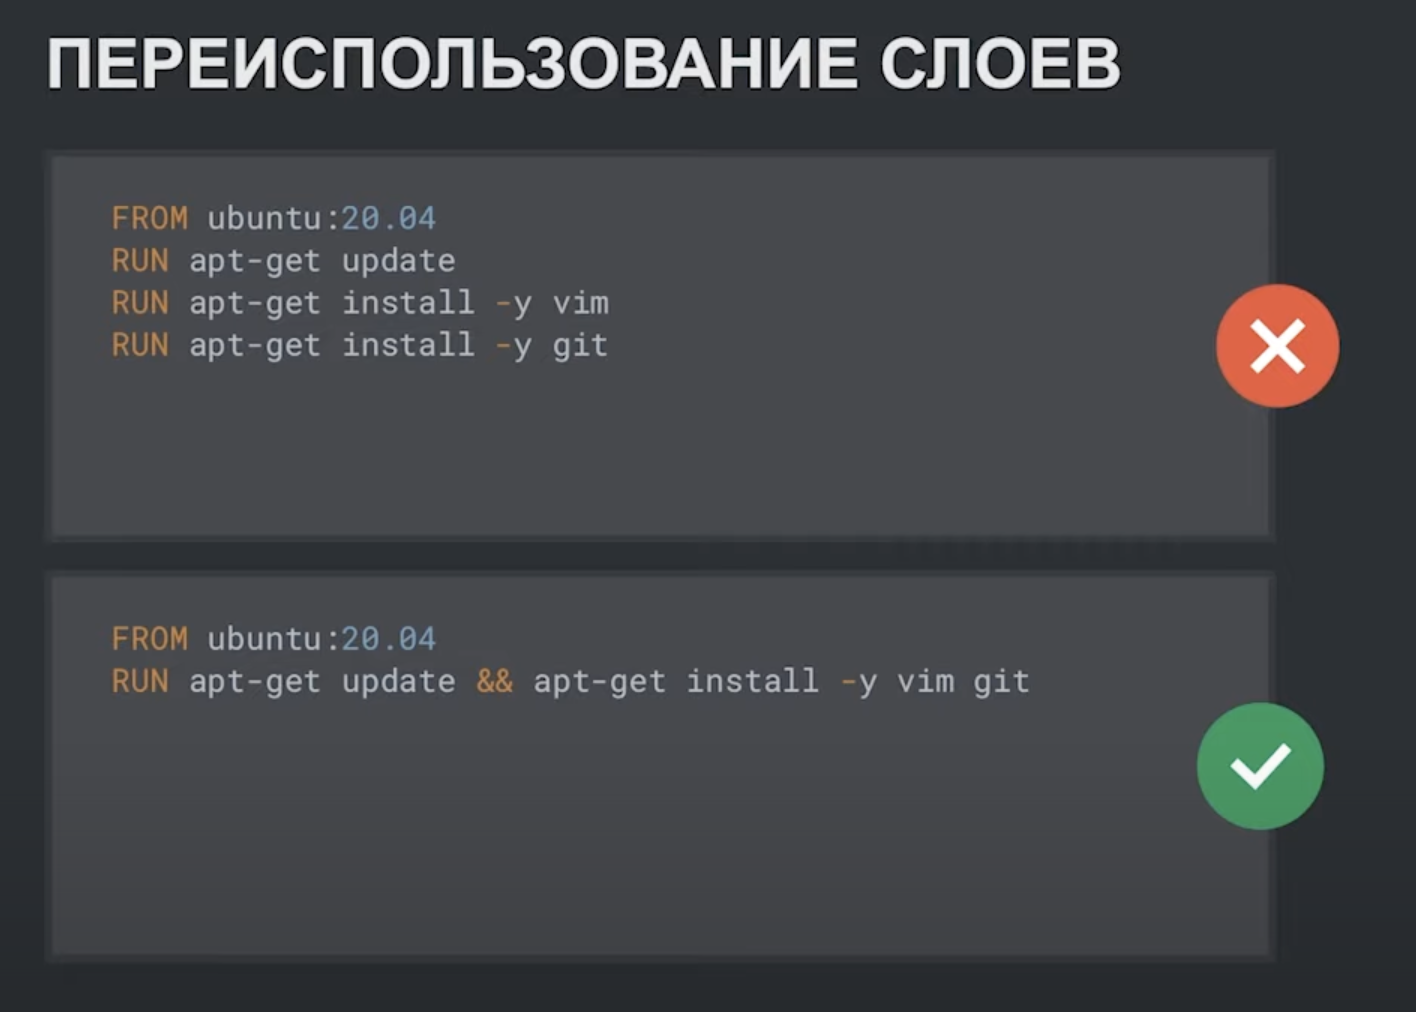 ПЕРЕИСПОЛЬЗОВАНИЕ СЛОЕВ
FROM ubuntu:20.04
RUN apt-get update
RUN apt-get install -y vim
RUN apt-get install -y git
FROM ubuntu:20.04
RUN apt-get update && apt-get install -y vim git